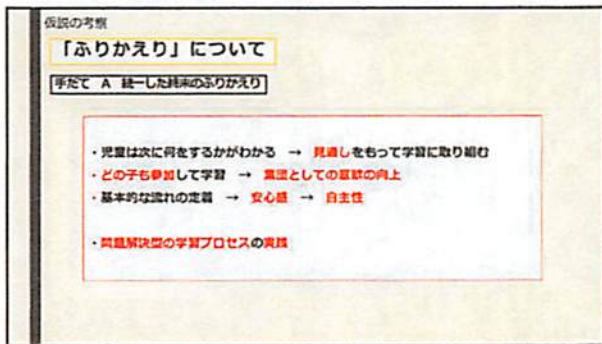 仮説の考察
「ふりかえり」について
手だて A 統一した終末のふりかえり
・児童は次に何をするかがわかる → 見通しをもって学習に取り組む
・どの子も参加して学習 → 集団としての意欲の向上
・基本的な流れの定着 → 安心感 → 自主性
・問題解決型の学習プロセスの実践